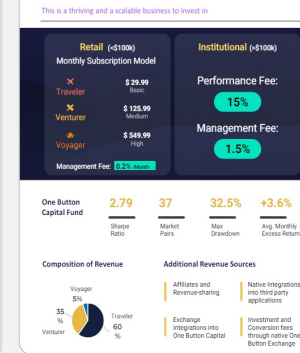 This is a thriving and a scalable business to invest in
Retail (<$100k)
Monthly Subscription Model
Traveler
$ 29.99
Basic
Venturer
$ 125.99
Medium
Voyager
$ 549.99
High
Management Fee: 0.2% /Month
Institutional (>$100k)
Performance Fee:
15%
Management Fee:
1.5%
One Button
Capital Fund
2.79
Sharpe
Ratio
37
Market
Pairs
32.5%
Max
Drawdown
+3.6%
Avg. Monthly
Excess Return
Composition of Revenue
Voyager
5%
35
%
Venturer
Traveler
60
%
Additional Revenue Sources
Affiliates and
Revenue-sharing
Native Integrations
into third party
applications
Exchange
Integrations into
One Button Capital
Investment and
Conversion fees
through native One
Button Exchange